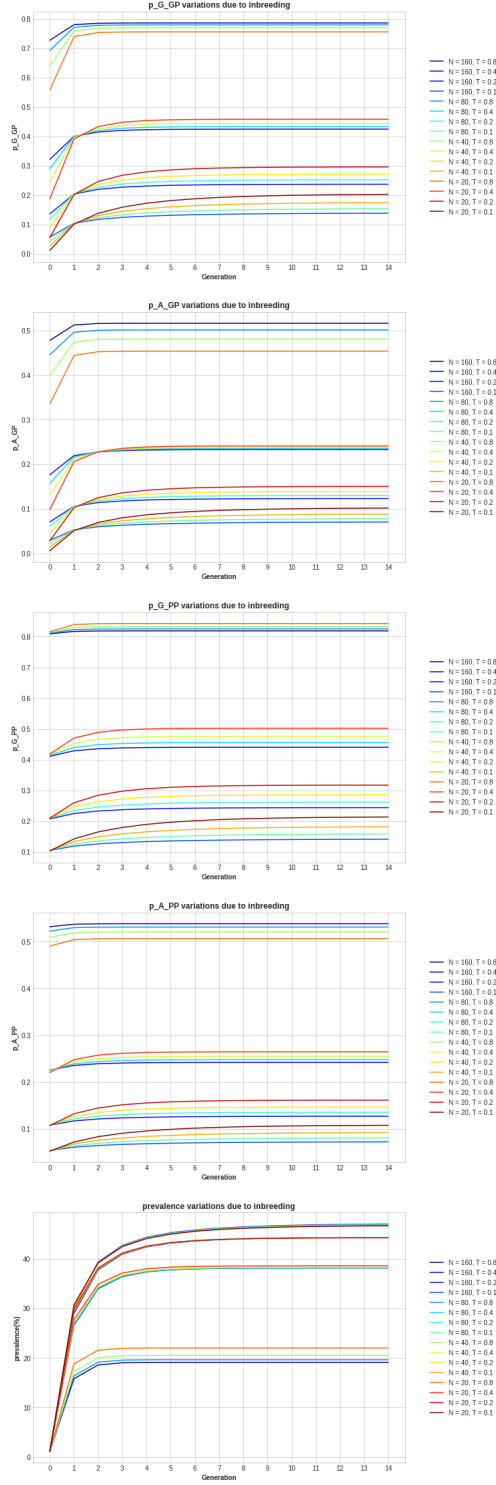 p_G_GP variations due to inbreeding
0.8
0.7
0.6
0.5
0.4
0.3
0.2
0.1
0.0
p_G_GP
0 1 2 3 4 5 6 7 8 9 10 11 12 13 14
Generation
N = 160, T = 0.8
N = 160, T = 0.4
N = 160, T = 0.2
N = 160, T = 0.1
N = 80, T = 0.8
N = 80, T = 0.4
N = 80, T = 0.2
N = 80, T = 0.1
N = 40, T = 0.8
N = 40, T = 0.4
N = 40, T = 0.2
N = 40, T = 0.1
N = 20, T = 0.8
N = 20, T = 0.4
N = 20, T = 0.2
N = 20, T = 0.1
p_A_GP variations due to inbreeding
0.5
0.4
0.3
0.2
0.1
0.0
p_A_GP
0 1 2 3 4 5 6 7 8 9 10 11 12 13 14
Generation
N = 160, T = 0.8
N = 160, T = 0.4
N = 160, T = 0.2
N = 160, T = 0.1
N = 80, T = 0.8
N = 80, T = 0.4
N = 80, T = 0.2
N = 80, T = 0.1
N = 40, T = 0.8
N = 40, T = 0.4
N = 40, T = 0.2
N = 40, T = 0.1
N = 20, T = 0.8
N = 20, T = 0.4
N = 20, T = 0.2
N = 20, T = 0.1
p_G_PP variations due to inbreeding
0.8
0.7
0.6
0.5
0.4
0.3
0.2
0.1
p_G_PP
0 1 2 3 4 5 6 7 8 9 10 11 12 13 14
Generation
N = 160, T = 0.8
N = 160, T = 0.4
N = 160, T = 0.2
N = 160, T = 0.1
N = 80, T = 0.8
N = 80, T = 0.4
N = 80, T = 0.2
N = 80, T = 0.1
N = 40, T = 0.8
N = 40, T = 0.4
N = 40, T = 0.2
N = 40, T = 0.1
N = 20, T = 0.8
N = 20, T = 0.4
N = 20, T = 0.2
N = 20, T = 0.1
p_A_PP variations due to inbreeding
0.5
0.4
0.3
0.2
0.1
p_A_PP
0 1 2 3 4 5 6 7 8 9 10 11 12 13 14
Generation
N = 160, T = 0.8
N = 160, T = 0.4
N = 160, T = 0.2
N = 160, T = 0.1
N = 80, T = 0.8
N = 80, T = 0.4
N = 80, T = 0.2
N = 80, T = 0.1
N = 40, T = 0.8
N = 40, T = 0.4
N = 40, T = 0.2
N = 40, T = 0.1
N = 20, T = 0.8
N = 20, T = 0.4
N = 20, T = 0.2
N = 20, T = 0.1
prevalence variations due to inbreeding
40
30
20
10
0
prevalence(%)
0 1 2 3 4 5 6 7 8 9 10 11 12 13 14
Generation
N = 160, T = 0.8
N = 160, T = 0.4
N = 160, T = 0.2
N = 160, T = 0.1
N = 80, T = 0.8
N = 80, T = 0.4
N = 80, T = 0.2
N = 80, T = 0.1
N = 40, T = 0.8
N = 40, T = 0.4
N = 40, T = 0.2
N = 40, T = 0.1
N = 20, T = 0.8
N = 20, T = 0.4
N = 20, T = 0.2
N = 20, T = 0.1